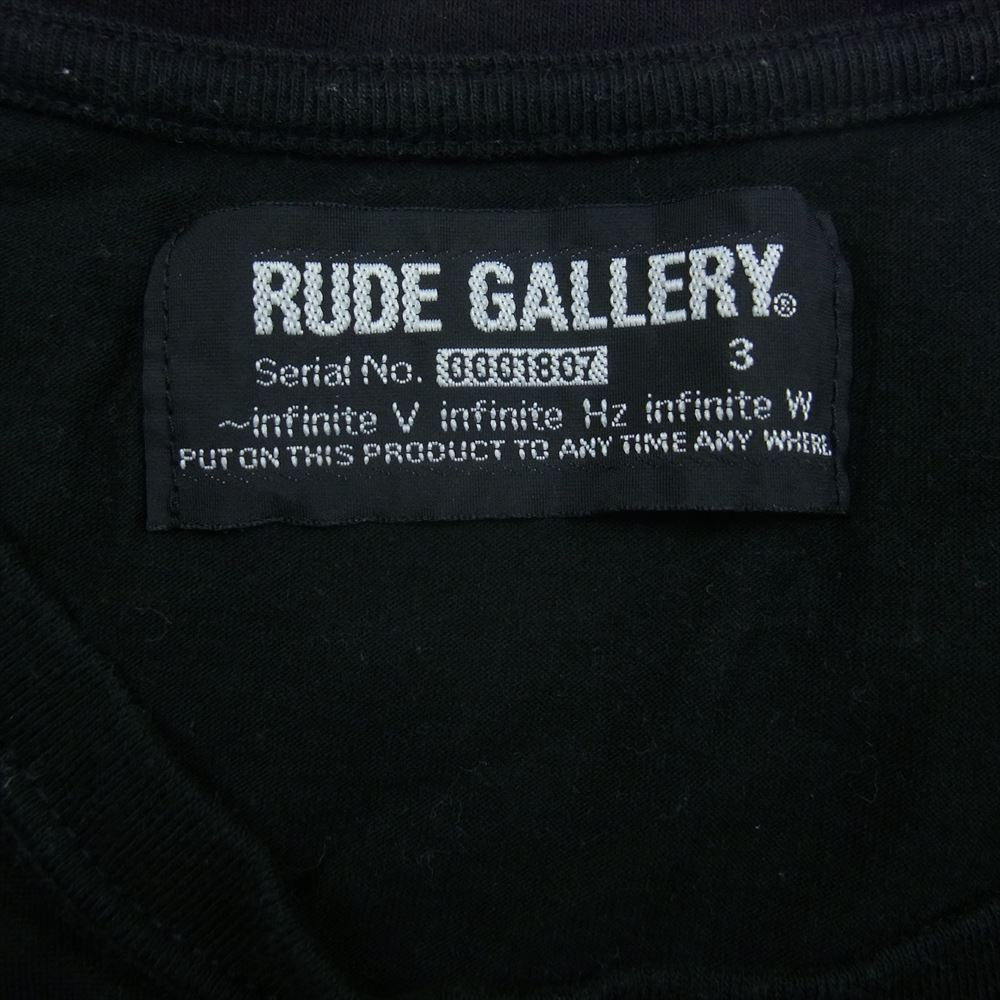 RUDE GALLERY®
Serial No. 0001807 3
~infinite V infinite Hz infinite W
PUT ON THIS PRODUCT TO ANY TIME ANY WHERE.